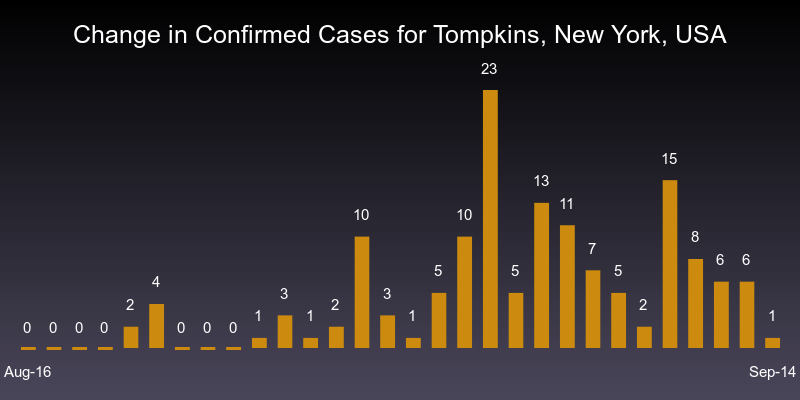 Change in Confirmed Cases for Tompkins, New York, USA
0 0 0 0 2 4 0 0 0 1 3 1 2 10 3 1 5 10 23 5 13 11 7 5 2 15 8 6 6 1
Aug-16 Sep-14